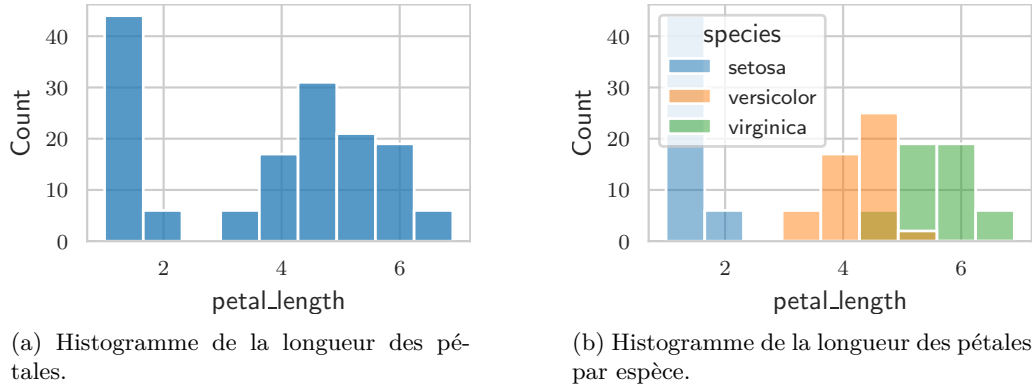 40
30
20
10
0
Count
2 4 6
petal_length
(a) Histogramme de la longueur des pé-
tales.
40
30
20
10
0
Count
species
setosa
versicolor
virginica
2 4 6
petal_length
(b) Histogramme de la longueur des pétales
par espèce.